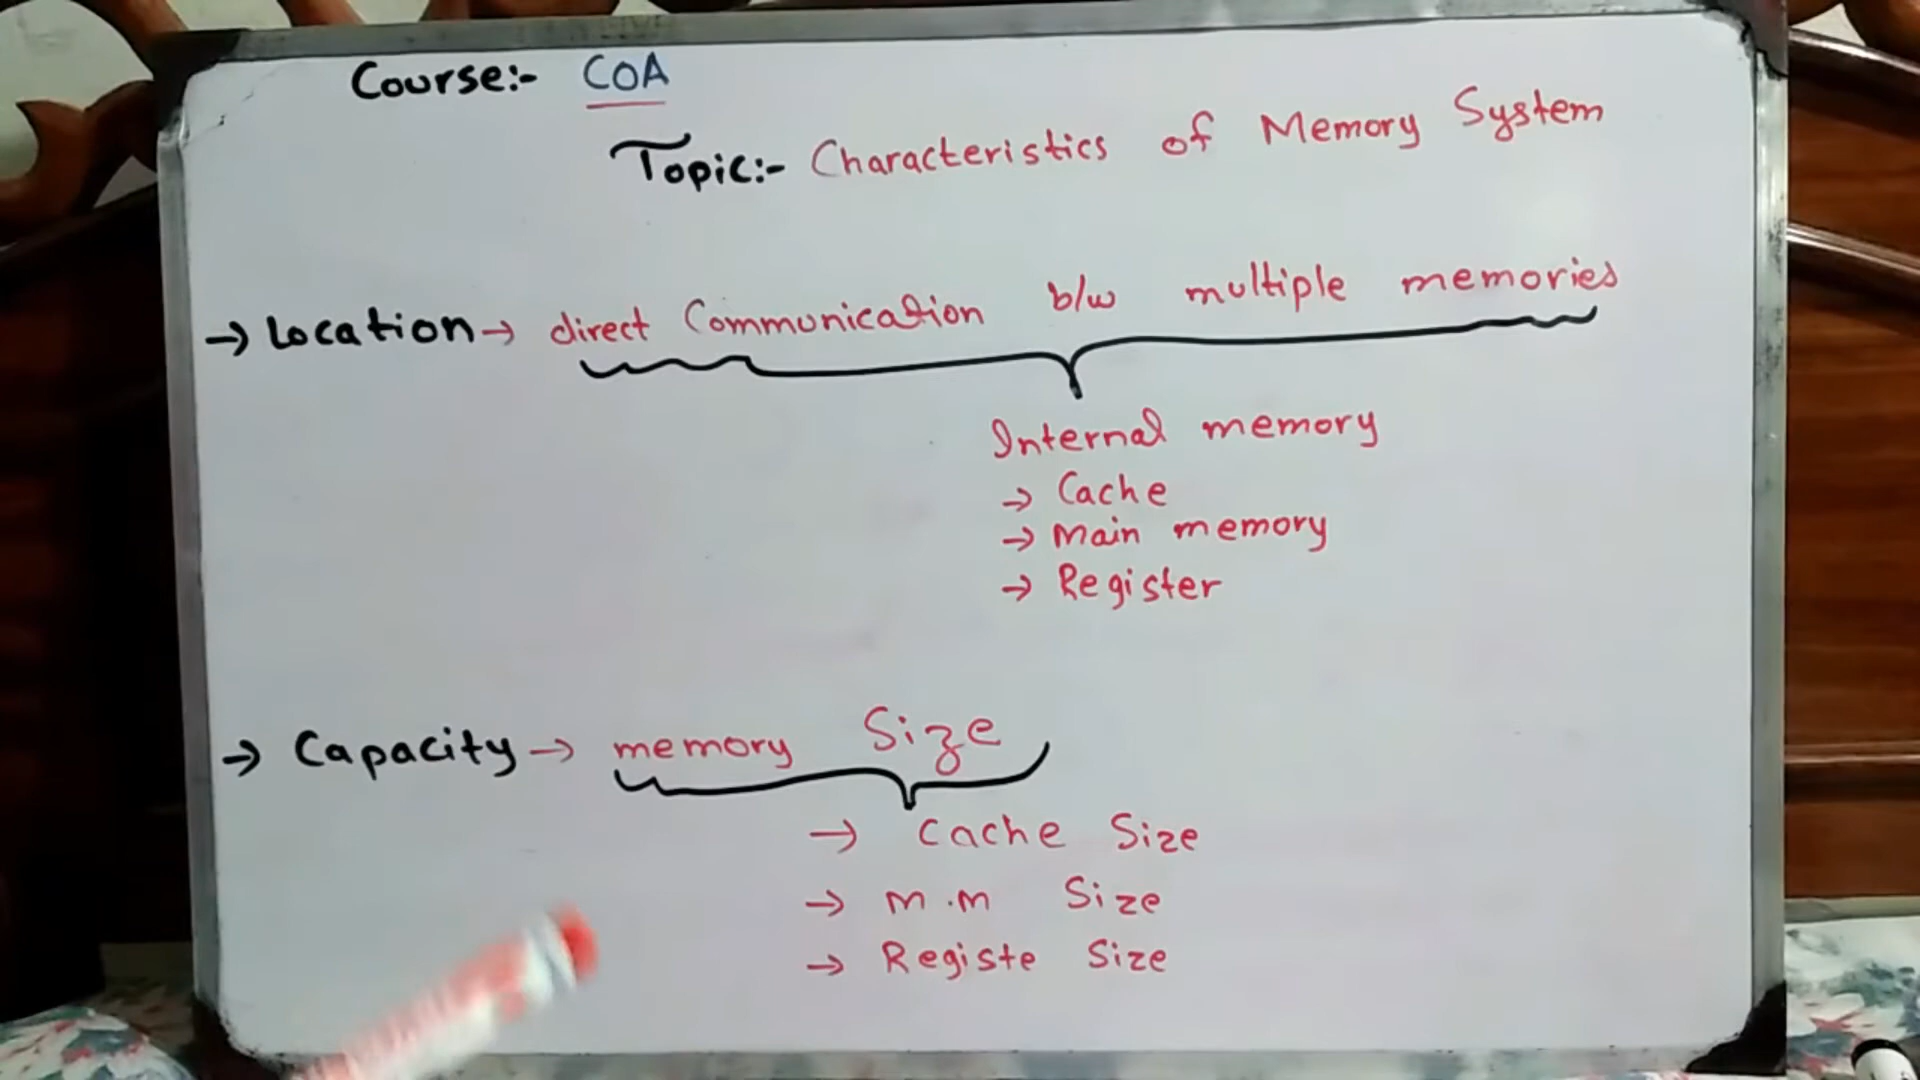 Course:- COA
Topic:- Characteristics of Memory System
→ Location → direct Communication b/w multiple memories
Internal memory
→ Cache
→ Main memory
→ Register
→ Capacity → memory Size
→ Cache Size
→ M.M Size
→ Registe Size